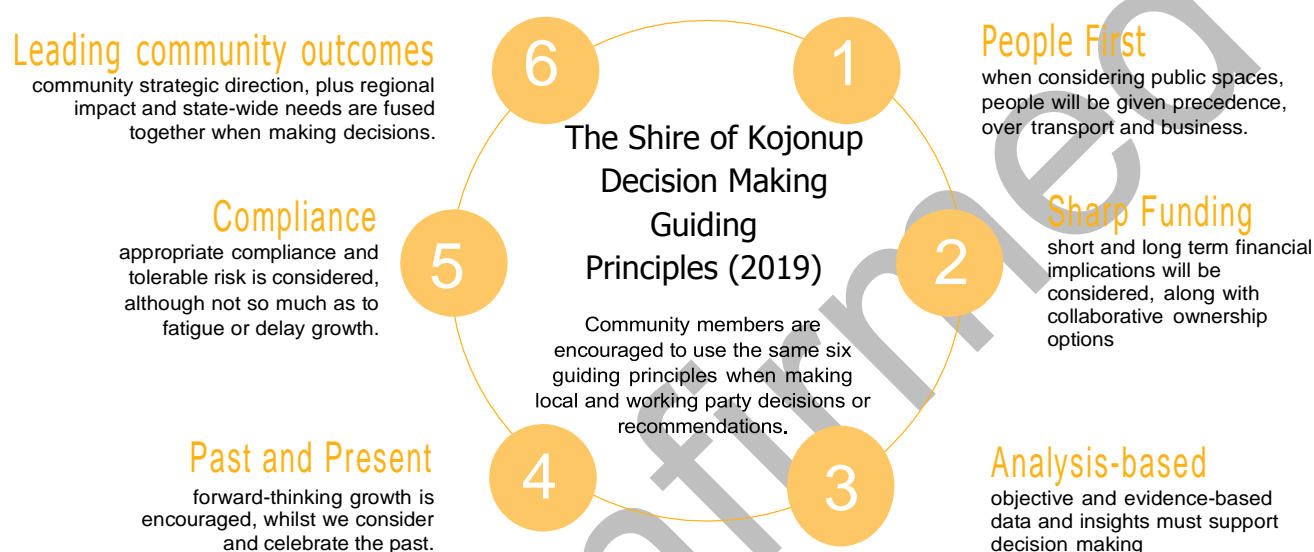 The Shire of Kojonup
Decision Making
Guiding
Principles (2019)
Community members are
encouraged to use the same six
guiding principles when making
local and working party decisions or
recommendations.
1
People First
when considering public spaces,
people will be given precedence,
over transport and business.
2
Sharp Funding
short and long term financial
implications will be
considered, along with
collaborative ownership
options
3
Analysis-based
objective and evidence-based
data and insights must support
decision making
4
Past and Present
forward-thinking growth is
encouraged, whilst we consider
and celebrate the past.
5
Compliance
appropriate compliance and
tolerable risk is considered,
although not so much as to
fatigue or delay growth.
6
Leading community outcomes
community strategic direction, plus regional
impact and state-wide needs are fused
together when making decisions.